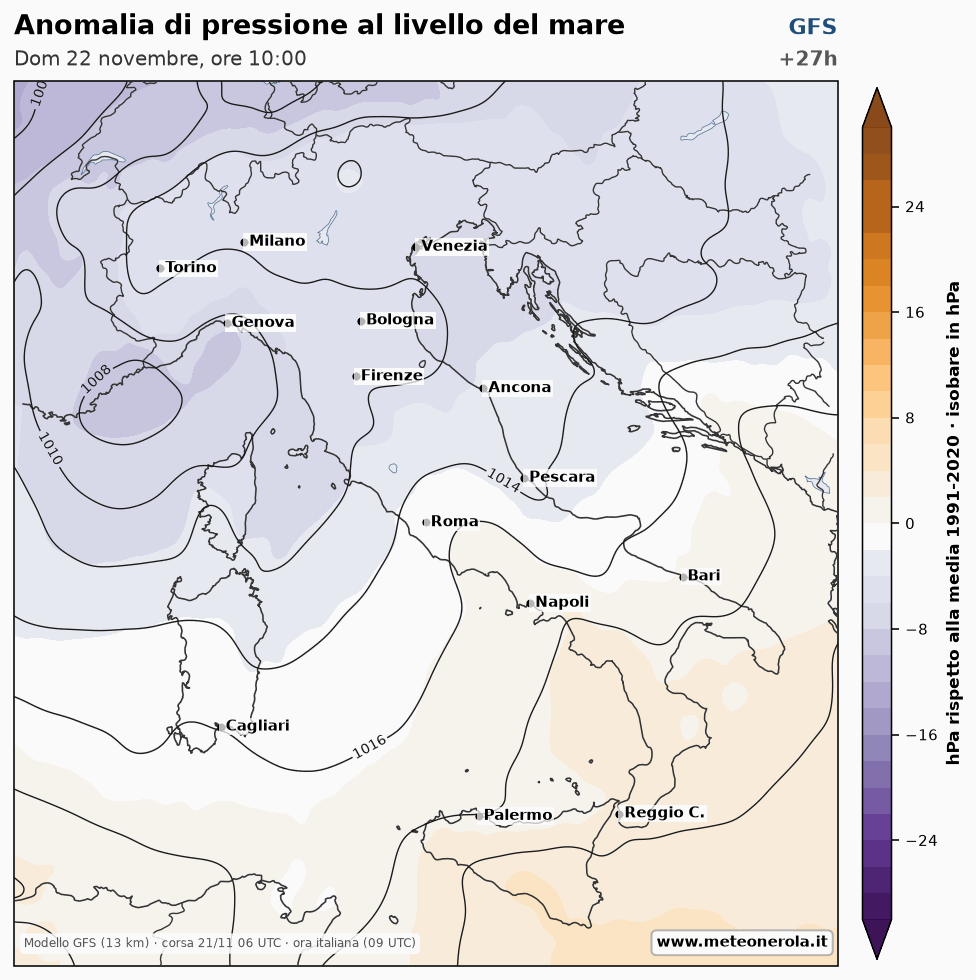 Anomalia di pressione al livello del mare
GFS
Dom 22 novembre, ore 10:00
+27h
100
Milano
Venezia
Torino
Genova
Bologna
1008
Firenze
Ancona
1010
1014
Pescara
Roma
Bari
Napoli
Cagliari
1016
Palermo
Reggio C.
24
16
8
0
−8
−16
−24
hPa rispetto alla media 1991-2020 · isobare in hPa
Modello GFS (13 km) · corsa 21/11 06 UTC · ora italiana (09 UTC)
www.meteonerola.it